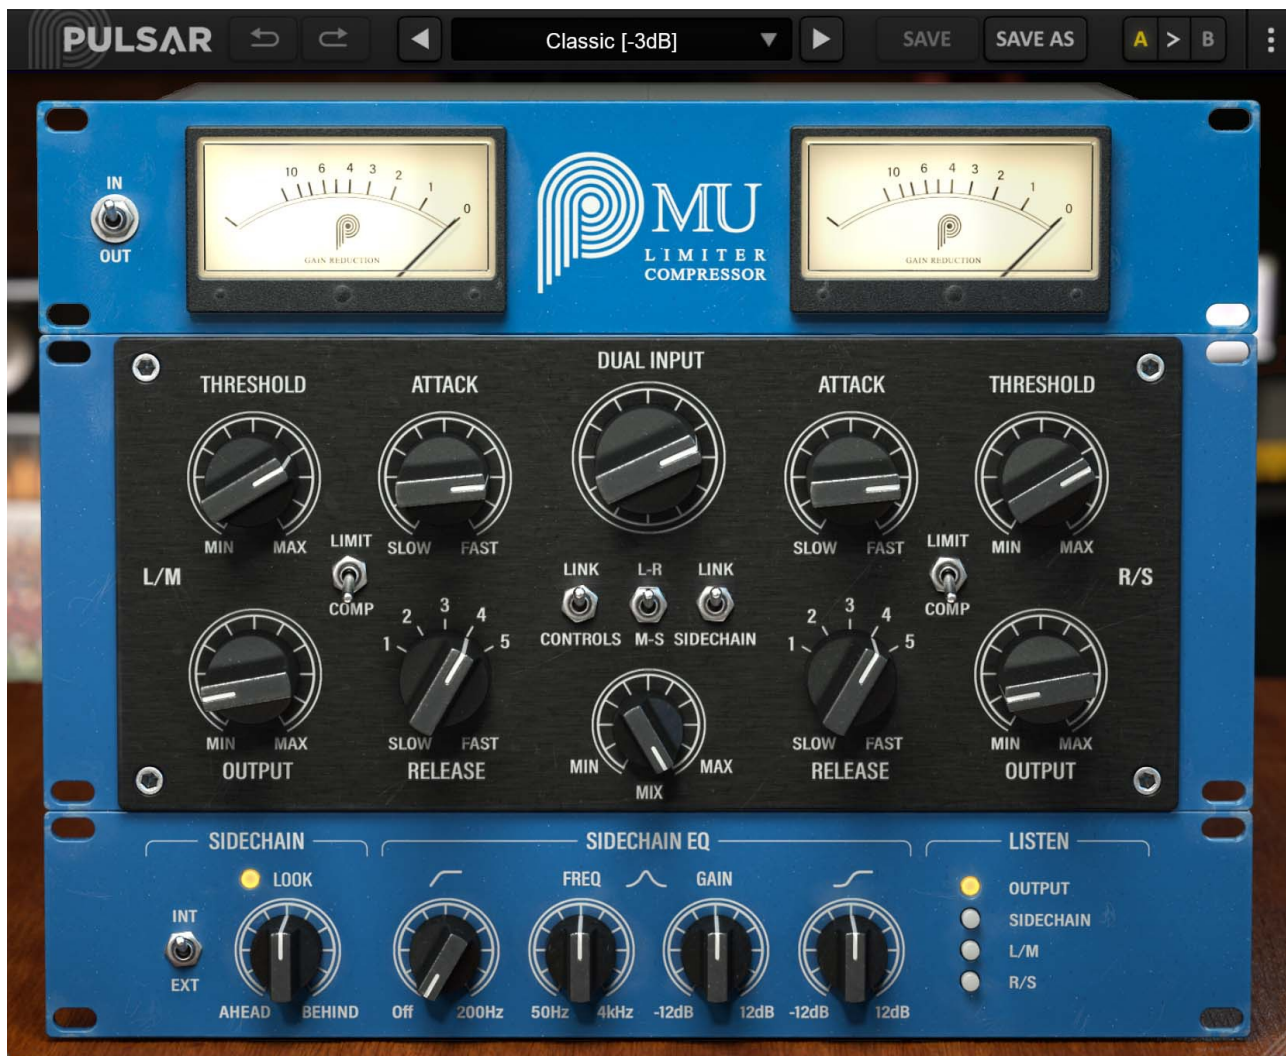 PULSAR
Classic [-3dB]
SAVE
SAVE AS
A > B
IN
OUT
10 6 4 3 2 1 0
GAIN REDUCTION
MU
LIMITER
COMPRESSOR
10 6 4 3 2 1 0
GAIN REDUCTION
DUAL INPUT
THRESHOLD
ATTACK
ATTACK
THRESHOLD
MIN MAX
SLOW FAST
SLOW FAST
MIN MAX
LIMIT
COMP
LIMIT
COMP
L/M
R/S
LINK
CONTROLS
L-R
M-S
LINK
SIDECHAIN
1 2 3 4 5
1 2 3 4 5
MIN MAX
OUTPUT
SLOW FAST
RELEASE
MIN MAX
MIX
SLOW FAST
RELEASE
MIN MAX
OUTPUT
SIDECHAIN
SIDECHAIN EQ
LISTEN
LOOK
FREQ
GAIN
INT
EXT
AHEAD BEHIND
Off 200Hz
50Hz 4kHz
-12dB 12dB
-12dB 12dB
OUTPUT
SIDECHAIN
L/M
R/S